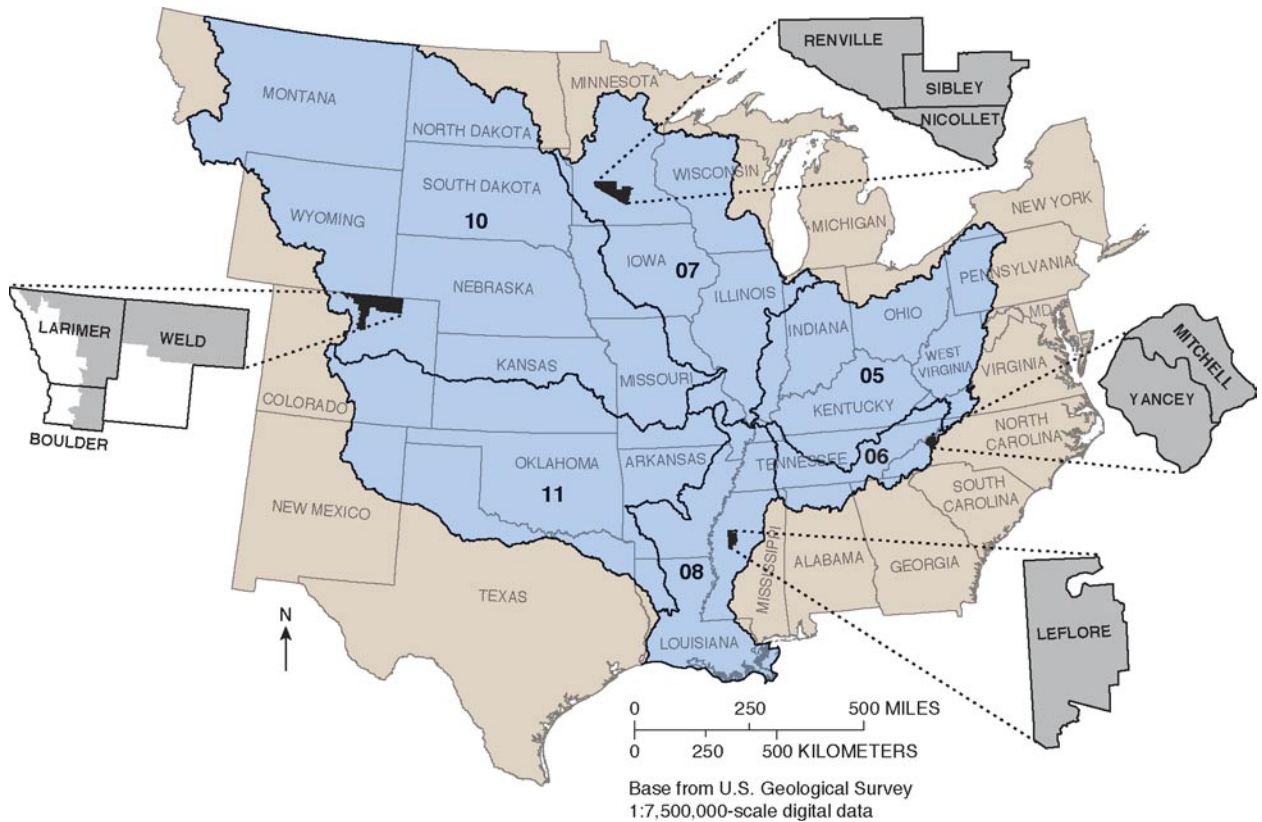 RENVILLE
SIBLEY
NICOLLET
MINNESOTA
MONTANA
NORTH DAKOTA
WISCONSIN
SOUTH DAKOTA
10
WYOMING
MICHIGAN
NEW YORK
IOWA
07
PENNSYLVANIA
NEBRASKA
ILLINOIS
INDIANA
OHIO
MD
LARIMER
WELD
BOULDER
WEST
VIRGINIA
VIRGINIA
KANSAS
MISSOURI
05
KENTUCKY
MITCHELL
YANCEY
COLORADO
NORTH
CAROLINA
OKLAHOMA
11
ARKANSAS
TENNESSEE
06
SOUTH
CAROLINA
NEW MEXICO
08
MISSISSIPPI
ALABAMA
GEORGIA
TEXAS
LEFLORE
N
LOUISIANA
0 250 500 MILES
0 250 500 KILOMETERS
Base from U.S. Geological Survey
1:7,500,000-scale digital data